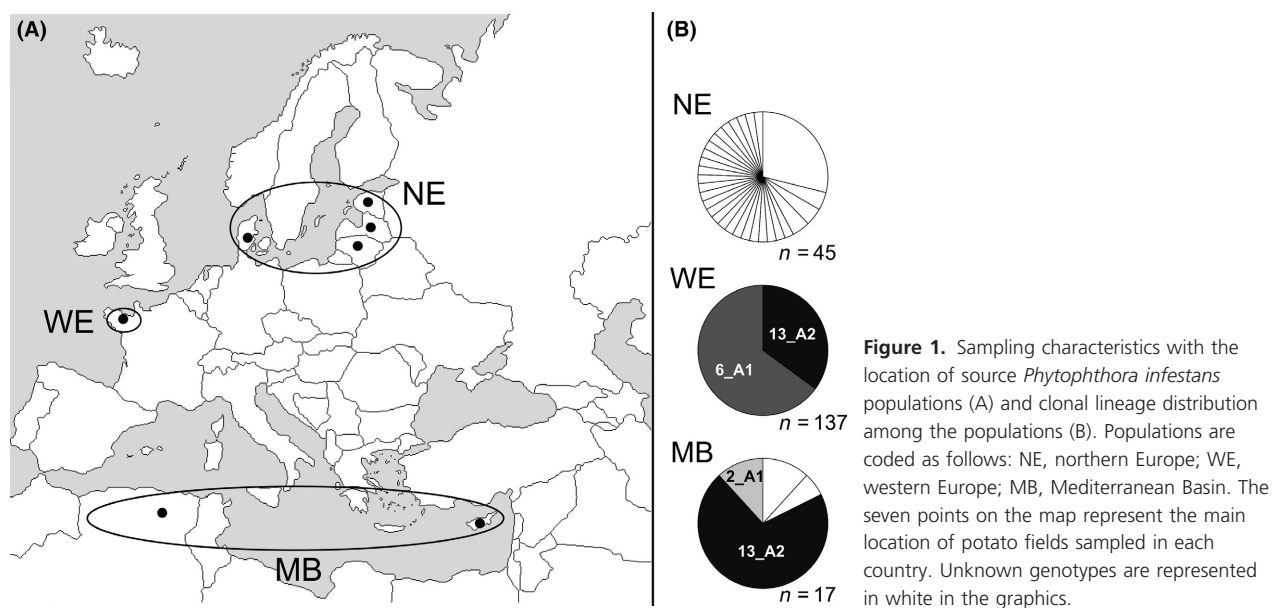 (A)
NE
WE
MB
(B)
NE
n = 45
WE
13_A2
6_A1
n = 137
MB
2_A1
13_A2
n = 17
Figure 1. Sampling characteristics with the
location of source Phytophthora infestans
populations (A) and clonal lineage distribution
among the populations (B). Populations are
coded as follows: NE, northern Europe; WE,
western Europe; MB, Mediterranean Basin. The
seven points on the map represent the main
location of potato fields sampled in each
country. Unknown genotypes are represented
in white in the graphics.